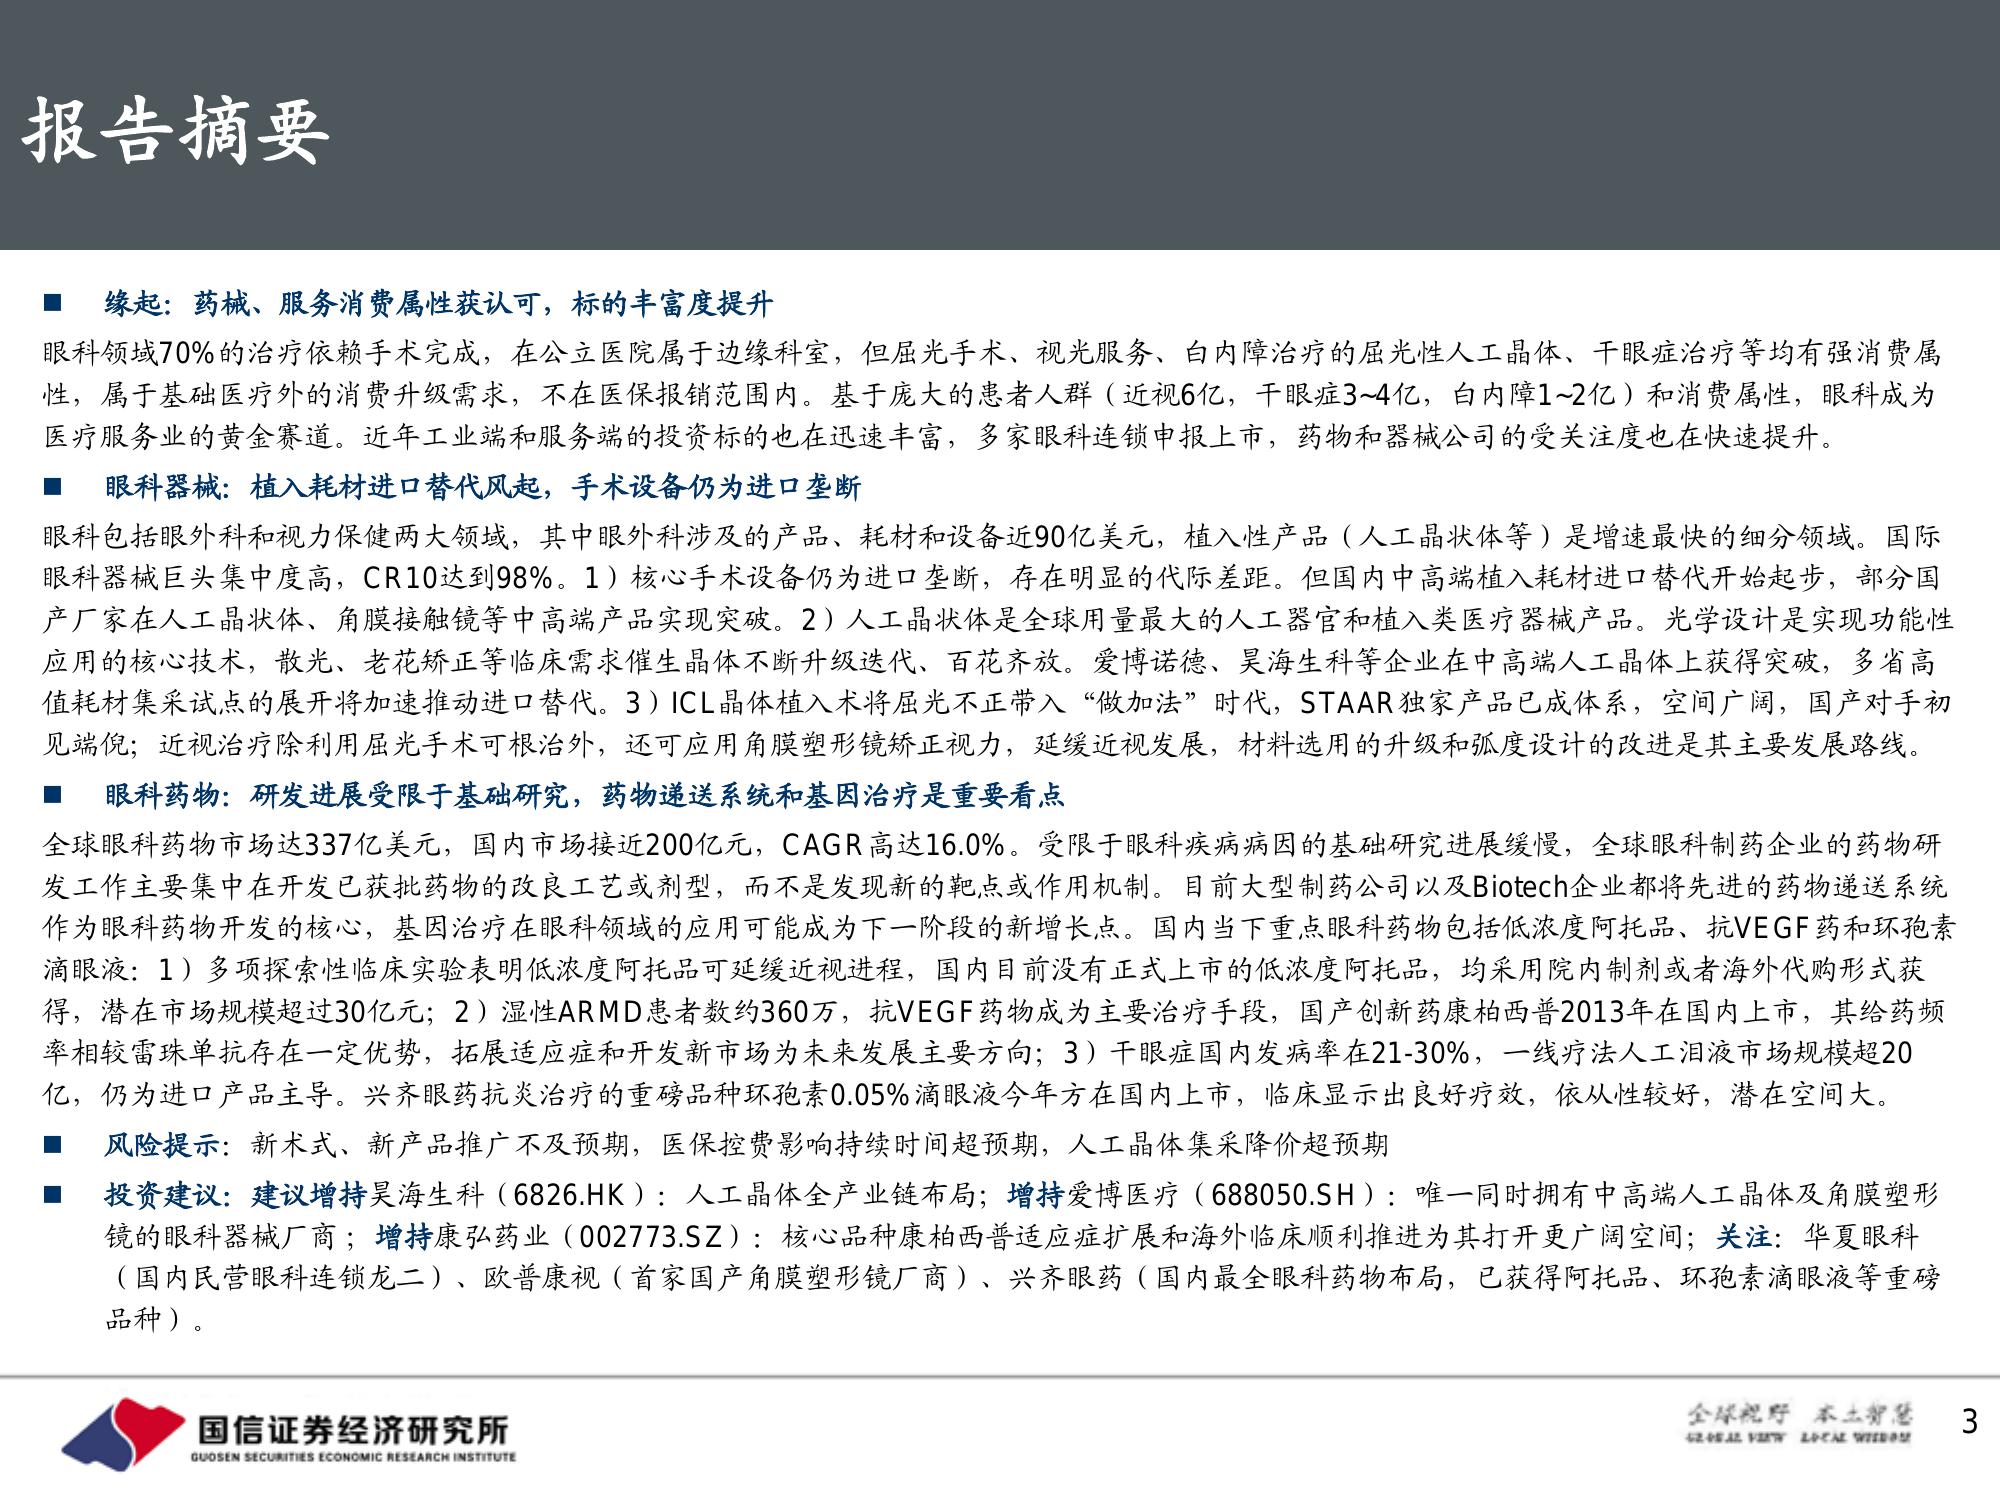 报告摘要
■ 缘起：药械、服务消费属性获认可，标的丰富度提升
眼科领域70%的治疗依赖手术完成，在公立医院属于边缘科室，但屈光手术、视光服务、白内障治疗的屈光性人工晶体、干眼症治疗等均有强消费属
性，属于基础医疗外的消费升级需求，不在医保报销范围内。基于庞大的患者人群（近视6亿，干眼症3~4亿，白内障1~2亿）和消费属性，眼科成为
医疗服务业的黄金赛道。近年工业端和服务端的投资标的也在迅速丰富，多家眼科连锁申报上市，药物和器械公司的受关注度也在快速提升。
■ 眼科器械：植入耗材进口替代风起，手术设备仍为进口垄断
眼科包括眼外科和视力保健两大领域，其中眼外科涉及的产品、耗材和设备近90亿美元，植入性产品（人工晶状体等）是增速最快的细分领域。国际
眼科器械巨头集中度高，CR10达到98%。1）核心手术设备仍为进口垄断，存在明显的代际差距。但国内中高端植入耗材进口替代开始起步，部分国
产厂家在人工晶状体、角膜接触镜等中高端产品实现突破。2）人工晶状体是全球用量最大的人工器官和植入类医疗器械产品。光学设计是实现功能性
应用的核心技术，散光、老花矫正等临床需求催生晶体不断升级迭代、百花齐放。爱博诺德、昊海生科等企业在中高端人工晶体上获得突破，多省高
值耗材集采试点的展开将加速推动进口替代。3）ICL晶体植入术将屈光不正带入“做加法”时代，STAAR独家产品已成体系，空间广阔，国产对手初
见端倪；近视治疗除利用屈光手术可根治外，还可应用角膜塑形镜矫正视力，延缓近视发展，材料选用的升级和弧度设计的改进是其主要发展路线。
■ 眼科药物：研发进展受限于基础研究，药物递送系统和基因治疗是重要看点
全球眼科药物市场达337亿美元，国内市场接近200亿元，CAGR高达16.0%。受限于眼科疾病病因的基础研究进展缓慢，全球眼科制药企业的药物研
发工作主要集中在开发已获批药物的改良工艺或剂型，而不是发现新的靶点或作用机制。目前大型制药公司以及Biotech企业都将先进的药物递送系统
作为眼科药物开发的核心，基因治疗在眼科领域的应用可能成为下一阶段的新增长点。国内当下重点眼科药物包括低浓度阿托品、抗VEGF药和环孢素
滴眼液：1）多项探索性临床实验表明低浓度阿托品可延缓近视进程，国内目前没有正式上市的低浓度阿托品，均采用院内制剂或者海外代购形式获
得，潜在市场规模超过30亿元；2）湿性ARMD患者数约360万，抗VEGF药物成为主要治疗手段，国产创新药康柏西普2013年在国内上市，其给药频
率相较雷珠单抗存在一定优势，拓展适应症和开发新市场为未来发展主要方向；3）干眼症国内发病率在21-30%，一线疗法人工泪液市场规模超20
亿，仍为进口产品主导。兴齐眼药抗炎治疗的重磅品种环孢素0.05%滴眼液今年方在国内上市，临床显示出良好疗效，依从性较好，潜在空间大。
■ 风险提示：新术式、新产品推广不及预期，医保控费影响持续时间超预期，人工晶体集采降价超预期
■ 投资建议：建议增持昊海生科（6826.HK）：人工晶体全产业链布局；增持爱博医疗（688050.SH）：唯一同时拥有中高端人工晶体及角膜塑形
镜的眼科器械厂商；增持康弘药业（002773.SZ）：核心品种康柏西普适应症扩展和海外临床顺利推进为其打开更广阔空间；关注：华夏眼科
（国内民营眼科连锁龙二）、欧普康视（首家国产角膜塑形镜厂商）、兴齐眼药（国内最全眼科药物布局，已获得阿托品、环孢素滴眼液等重磅
品种）。
国信证券经济研究所
GUOSEN SECURITIES ECONOMIC RESEARCH INSTITUTE
全球视野 本土智慧
GLOBAL VIEW LOCAL WISDOM
3